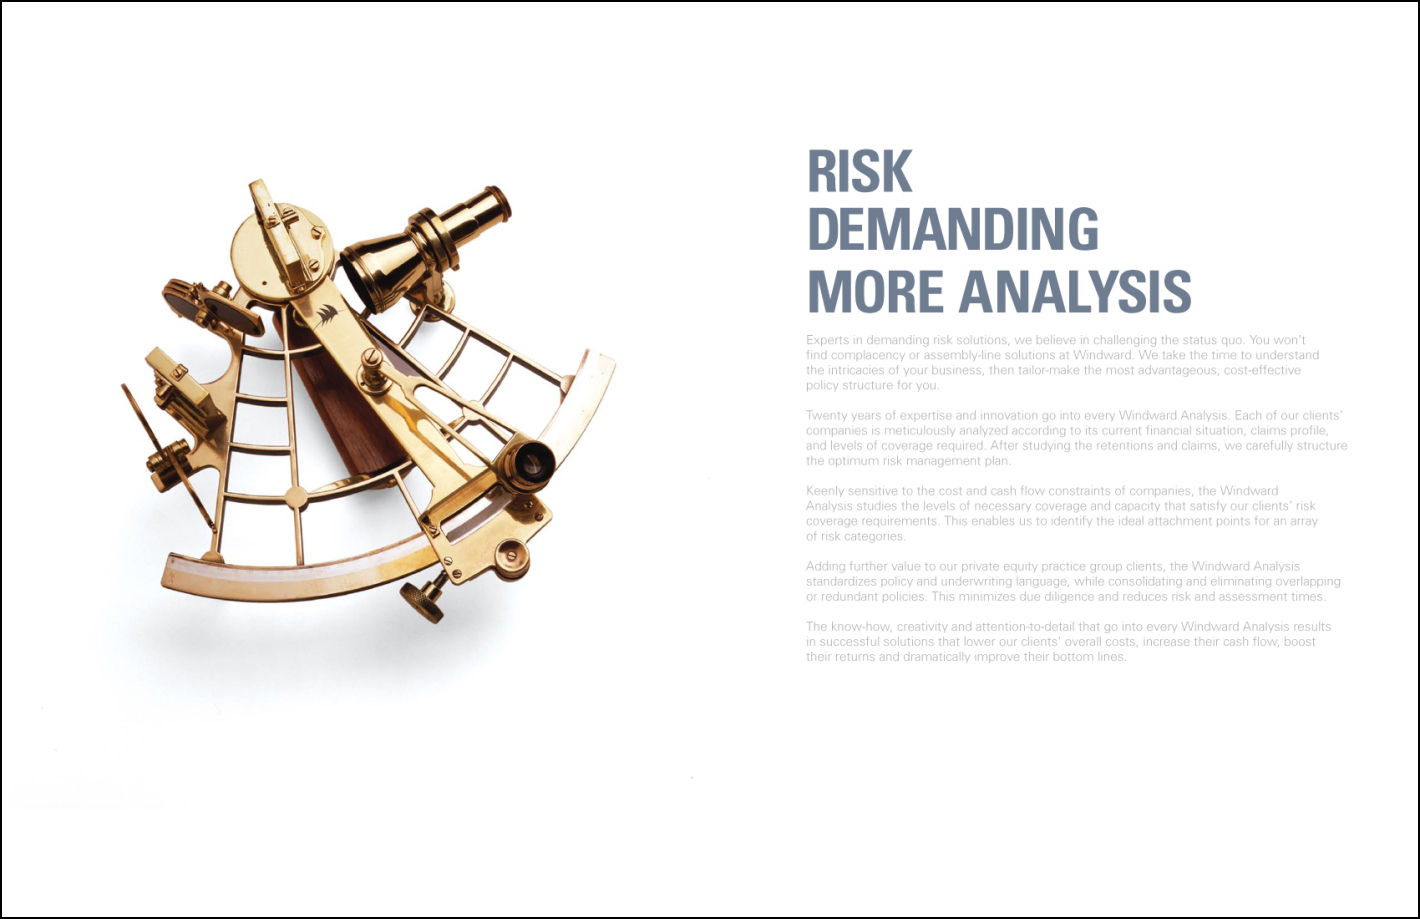 RISK
DEMANDING
MORE ANALYSIS
Experts in demanding risk solutions, we believe in challenging the status quo. You won't
find complacency or assembly-line solutions at Windward. We take the time to understand
the intricacies of your business, then tailor-make the most advantageous, cost-effective
policy structure for you.
Twenty years of expertise and innovation go into every Windward Analysis. Each of our clients'
companies is meticulously analyzed according to its current financial situation, claims profile,
and levels of coverage required. After studying the retentions and claims, we carefully structure
the optimum risk management plan.
Keenly sensitive to the cost and cash flow constraints of companies, the Windward
Analysis studies the levels of necessary coverage and capacity that satisfy our clients' risk
coverage requirements. This enables us to identify the ideal attachment points for an array
of risk categories.
Adding further value to our private equity practice group clients, the Windward Analysis
standardizes policy and underwriting language, while consolidating and eliminating overlapping
or redundant policies. This minimizes due diligence and reduces risk and assessment times.
The know-how, creativity and attention-to-detail that go into every Windward Analysis results
in successful solutions that lower our clients' overall costs, increase their cash flow, boost
their returns and dramatically improve their bottom lines.